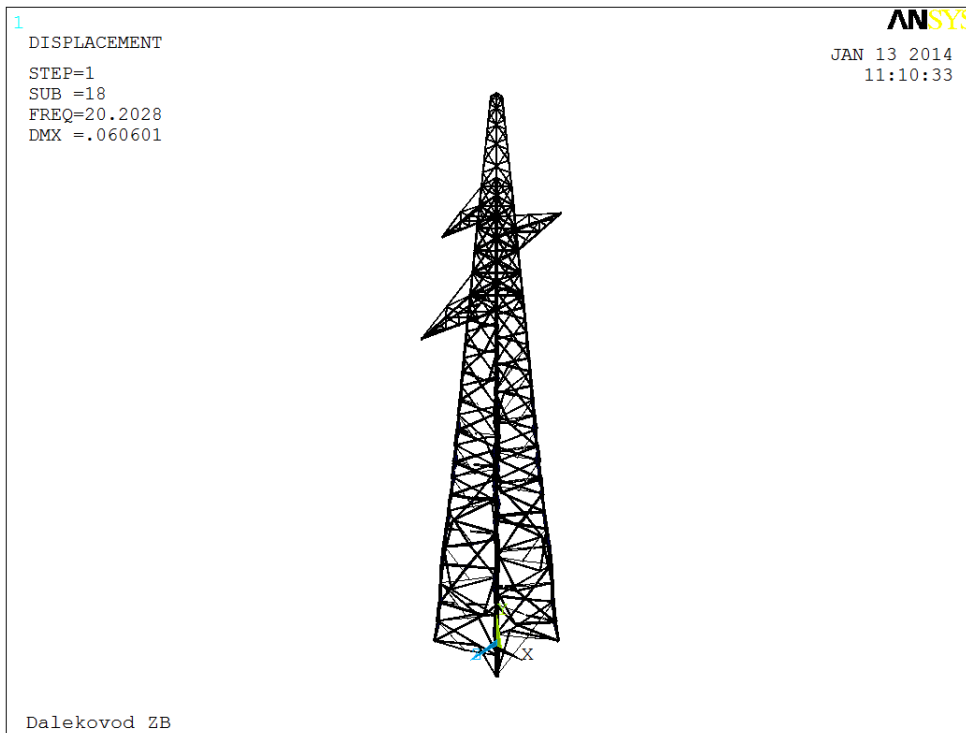 1
ANSYS
DISPLACEMENT
STEP=1
SUB =18
FREQ=20.2028
DMX =.060601
JAN 13 2014
11:10:33
Z X
Dalekovod ZB